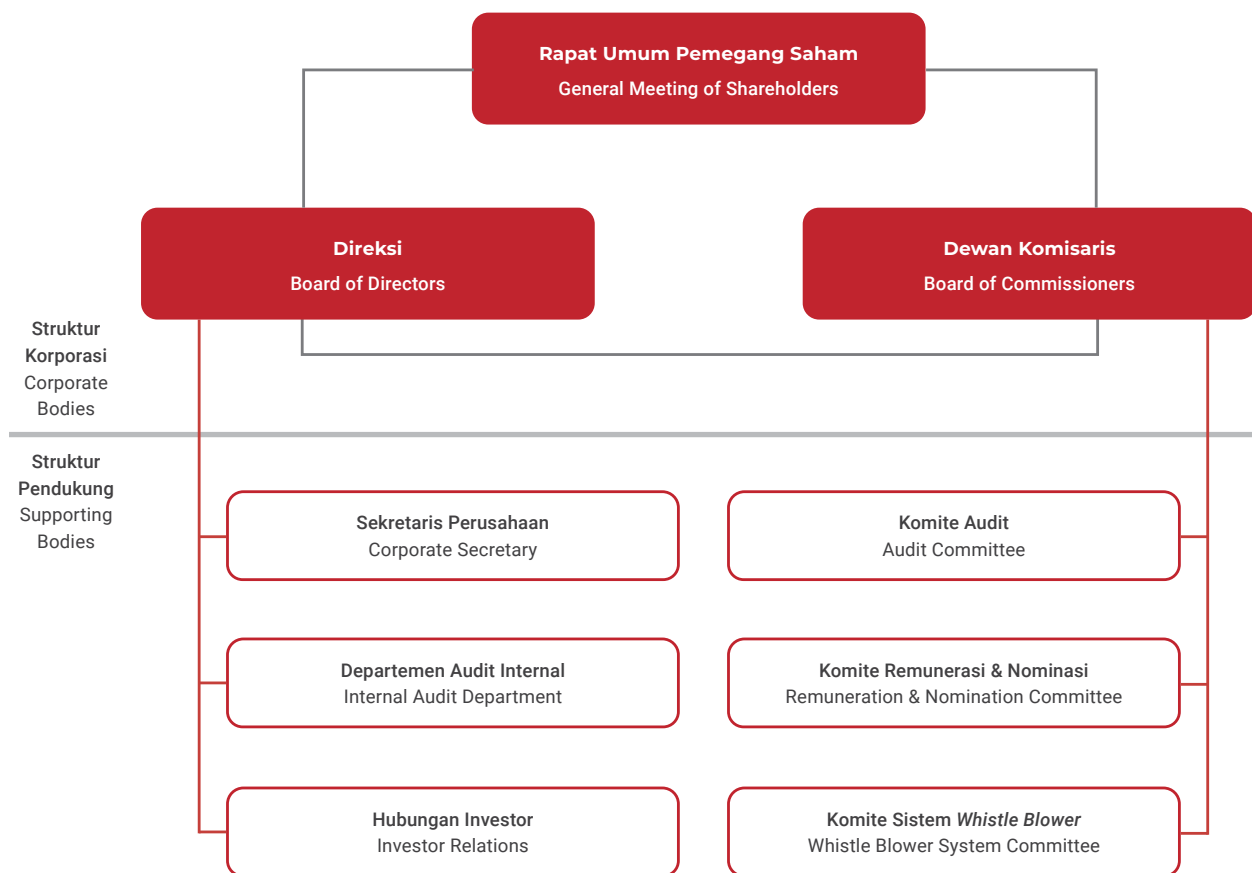 Rapat Umum Pemegang Saham
General Meeting of Shareholders
Direksi
Board of Directors
Dewan Komisaris
Board of Commissioners
Struktur
Korporasi
Corporate
Bodies
Struktur
Pendukung
Supporting
Bodies
Sekretaris Perusahaan
Corporate Secretary
Komite Audit
Audit Committee
Departemen Audit Internal
Internal Audit Department
Komite Remunerasi & Nominasi
Remuneration & Nomination Committee
Hubungan Investor
Investor Relations
Komite Sistem Whistle Blower
Whistle Blower System Committee